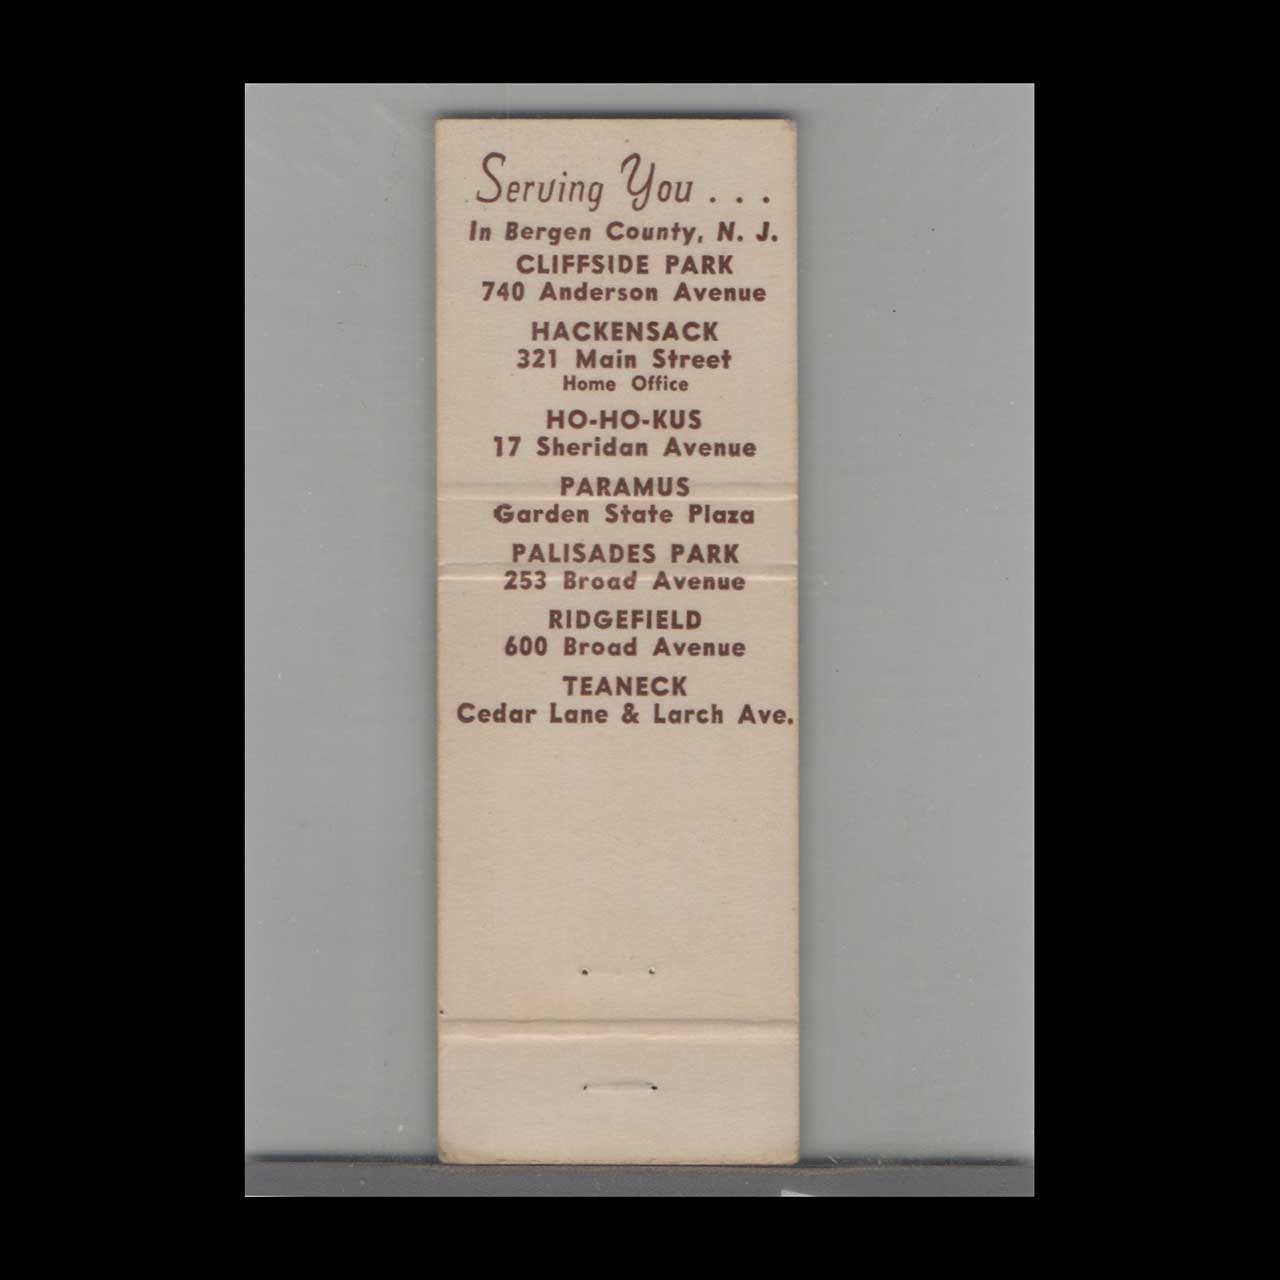 Serving You . . .
In Bergen County, N. J.
CLIFFSIDE PARK
740 Anderson Avenue
HACKENSACK
321 Main Street
Home Office
HO-HO-KUS
17 Sheridan Avenue
PARAMUS
Garden State Plaza
PALISADES PARK
253 Broad Avenue
RIDGEFIELD
600 Broad Avenue
TEANECK
Cedar Lane & Larch Ave.